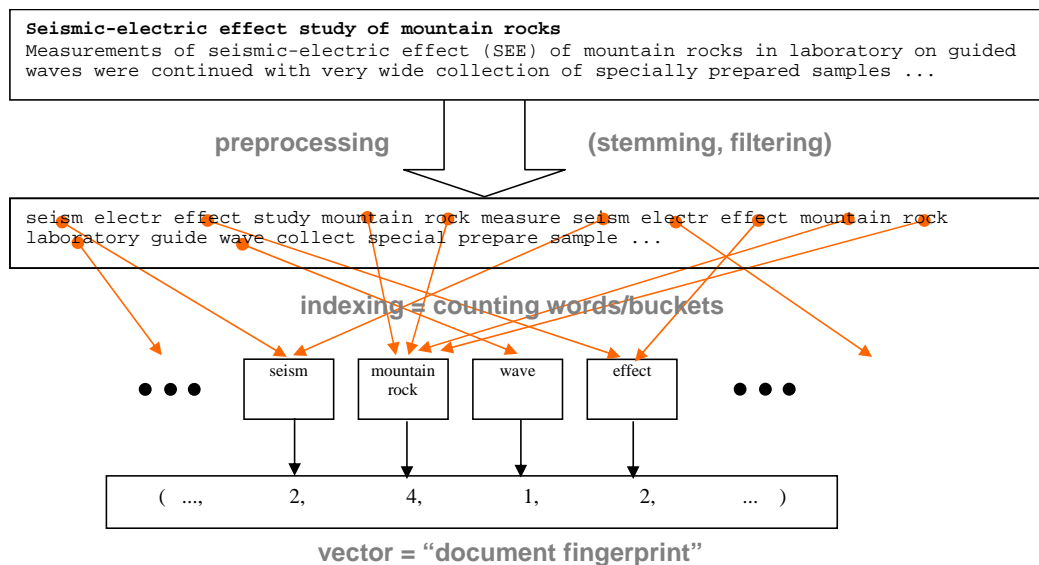 Seismic-electric effect study of mountain rocks
Measurements of seismic-electric effect (SEE) of mountain rocks in laboratory on guided
waves were continued with very wide collection of specially prepared samples ...
preprocessing (stemming, filtering)
seism electr effect study mountain rock measure seism electr effect mountain rock
laboratory guide wave collect special prepare sample ...
indexing = counting words/buckets
seism mountain wave effect
rock
( ..., 2, 4, 1, 2, ... )
vector = “document fingerprint”